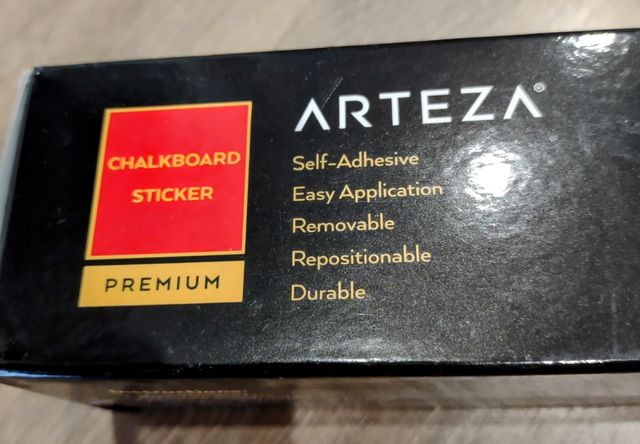 CHALKBOARD
STICKER
PREMIUM
ARTEZA®
Self-Adhesive
Easy Application
Removable
Repositionable
Durable